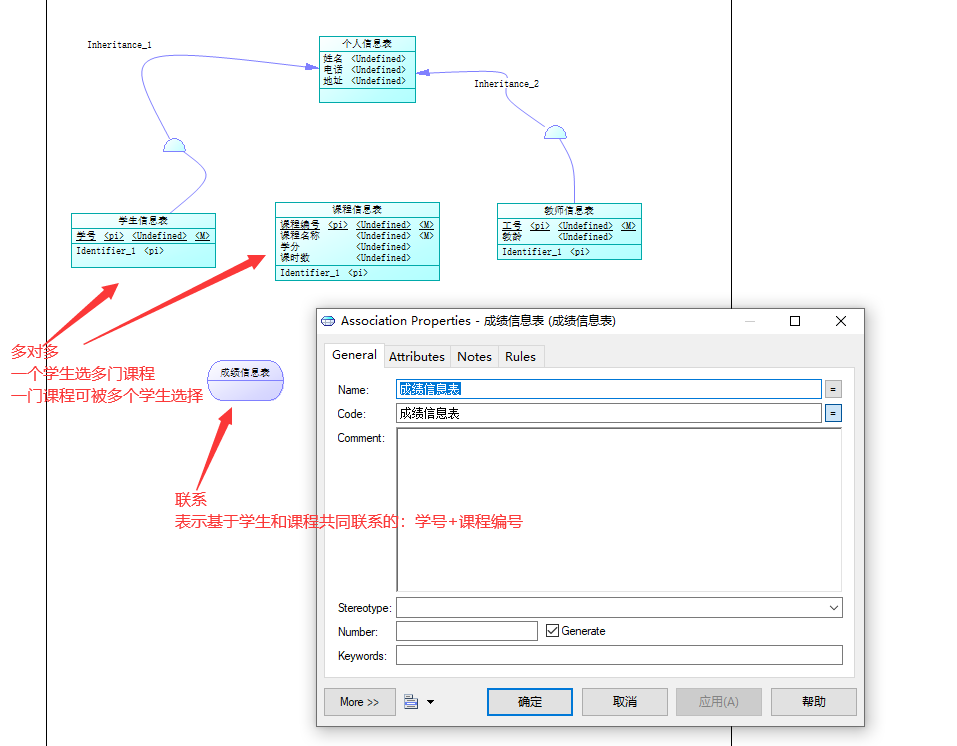 Inheritance_1
个人信息表
姓名 <Undefined>
电话 <Undefined>
地址 <Undefined>
Inheritance_2
学生信息表
学号 <pi> <Undefined> <M>
Identifier_1 <pi>
课程信息表
课程编号 <pi> <Undefined> <M>
课程名称 <Undefined> <M>
学分 <Undefined>
课时数 <Undefined>
Identifier_1 <pi>
教师信息表
工号 <pi> <Undefined> <M>
教龄 <Undefined>
Identifier_1 <pi>
多对多
一个学生选多门课程
一门课程可被多个学生选择
成绩信息表
联系
表示基于学生和课程共同联系的：学号+课程编号
Association Properties - 成绩信息表 (成绩信息表)
General Attributes Notes Rules
Name: 成绩信息表 =
Code: 成绩信息表 =
Comment:
Stereotype:
Number: Generate
Keywords:
More >> 确定 取消 应用(A) 帮助